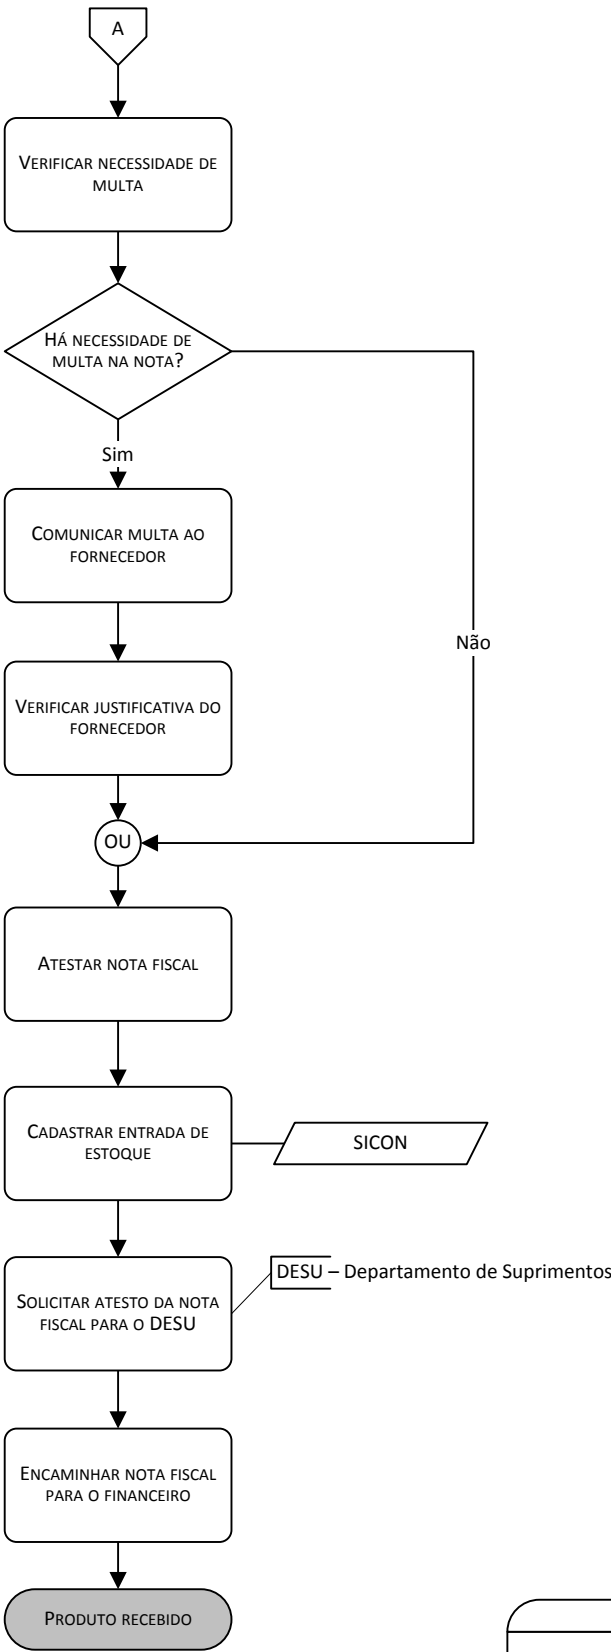 A
VERIFICAR NECESSIDADE DE
MULTA
HÁ NECESSIDADE DE
MULTA NA NOTA?
Sim
COMUNICAR MULTA AO
FORNECEDOR
Não
VERIFICAR JUSTIFICATIVA DO
FORNECEDOR
OU
ATESTAR NOTA FISCAL
CADASTRAR ENTRADA DE
ESTOQUE
SICON
DESU – Departamento de Suprimentos
SOLICITAR ATESTO DA NOTA
FISCAL PARA O DESU
ENCAMINHAR NOTA FISCAL
PARA O FINANCEIRO
PRODUTO RECEBIDO